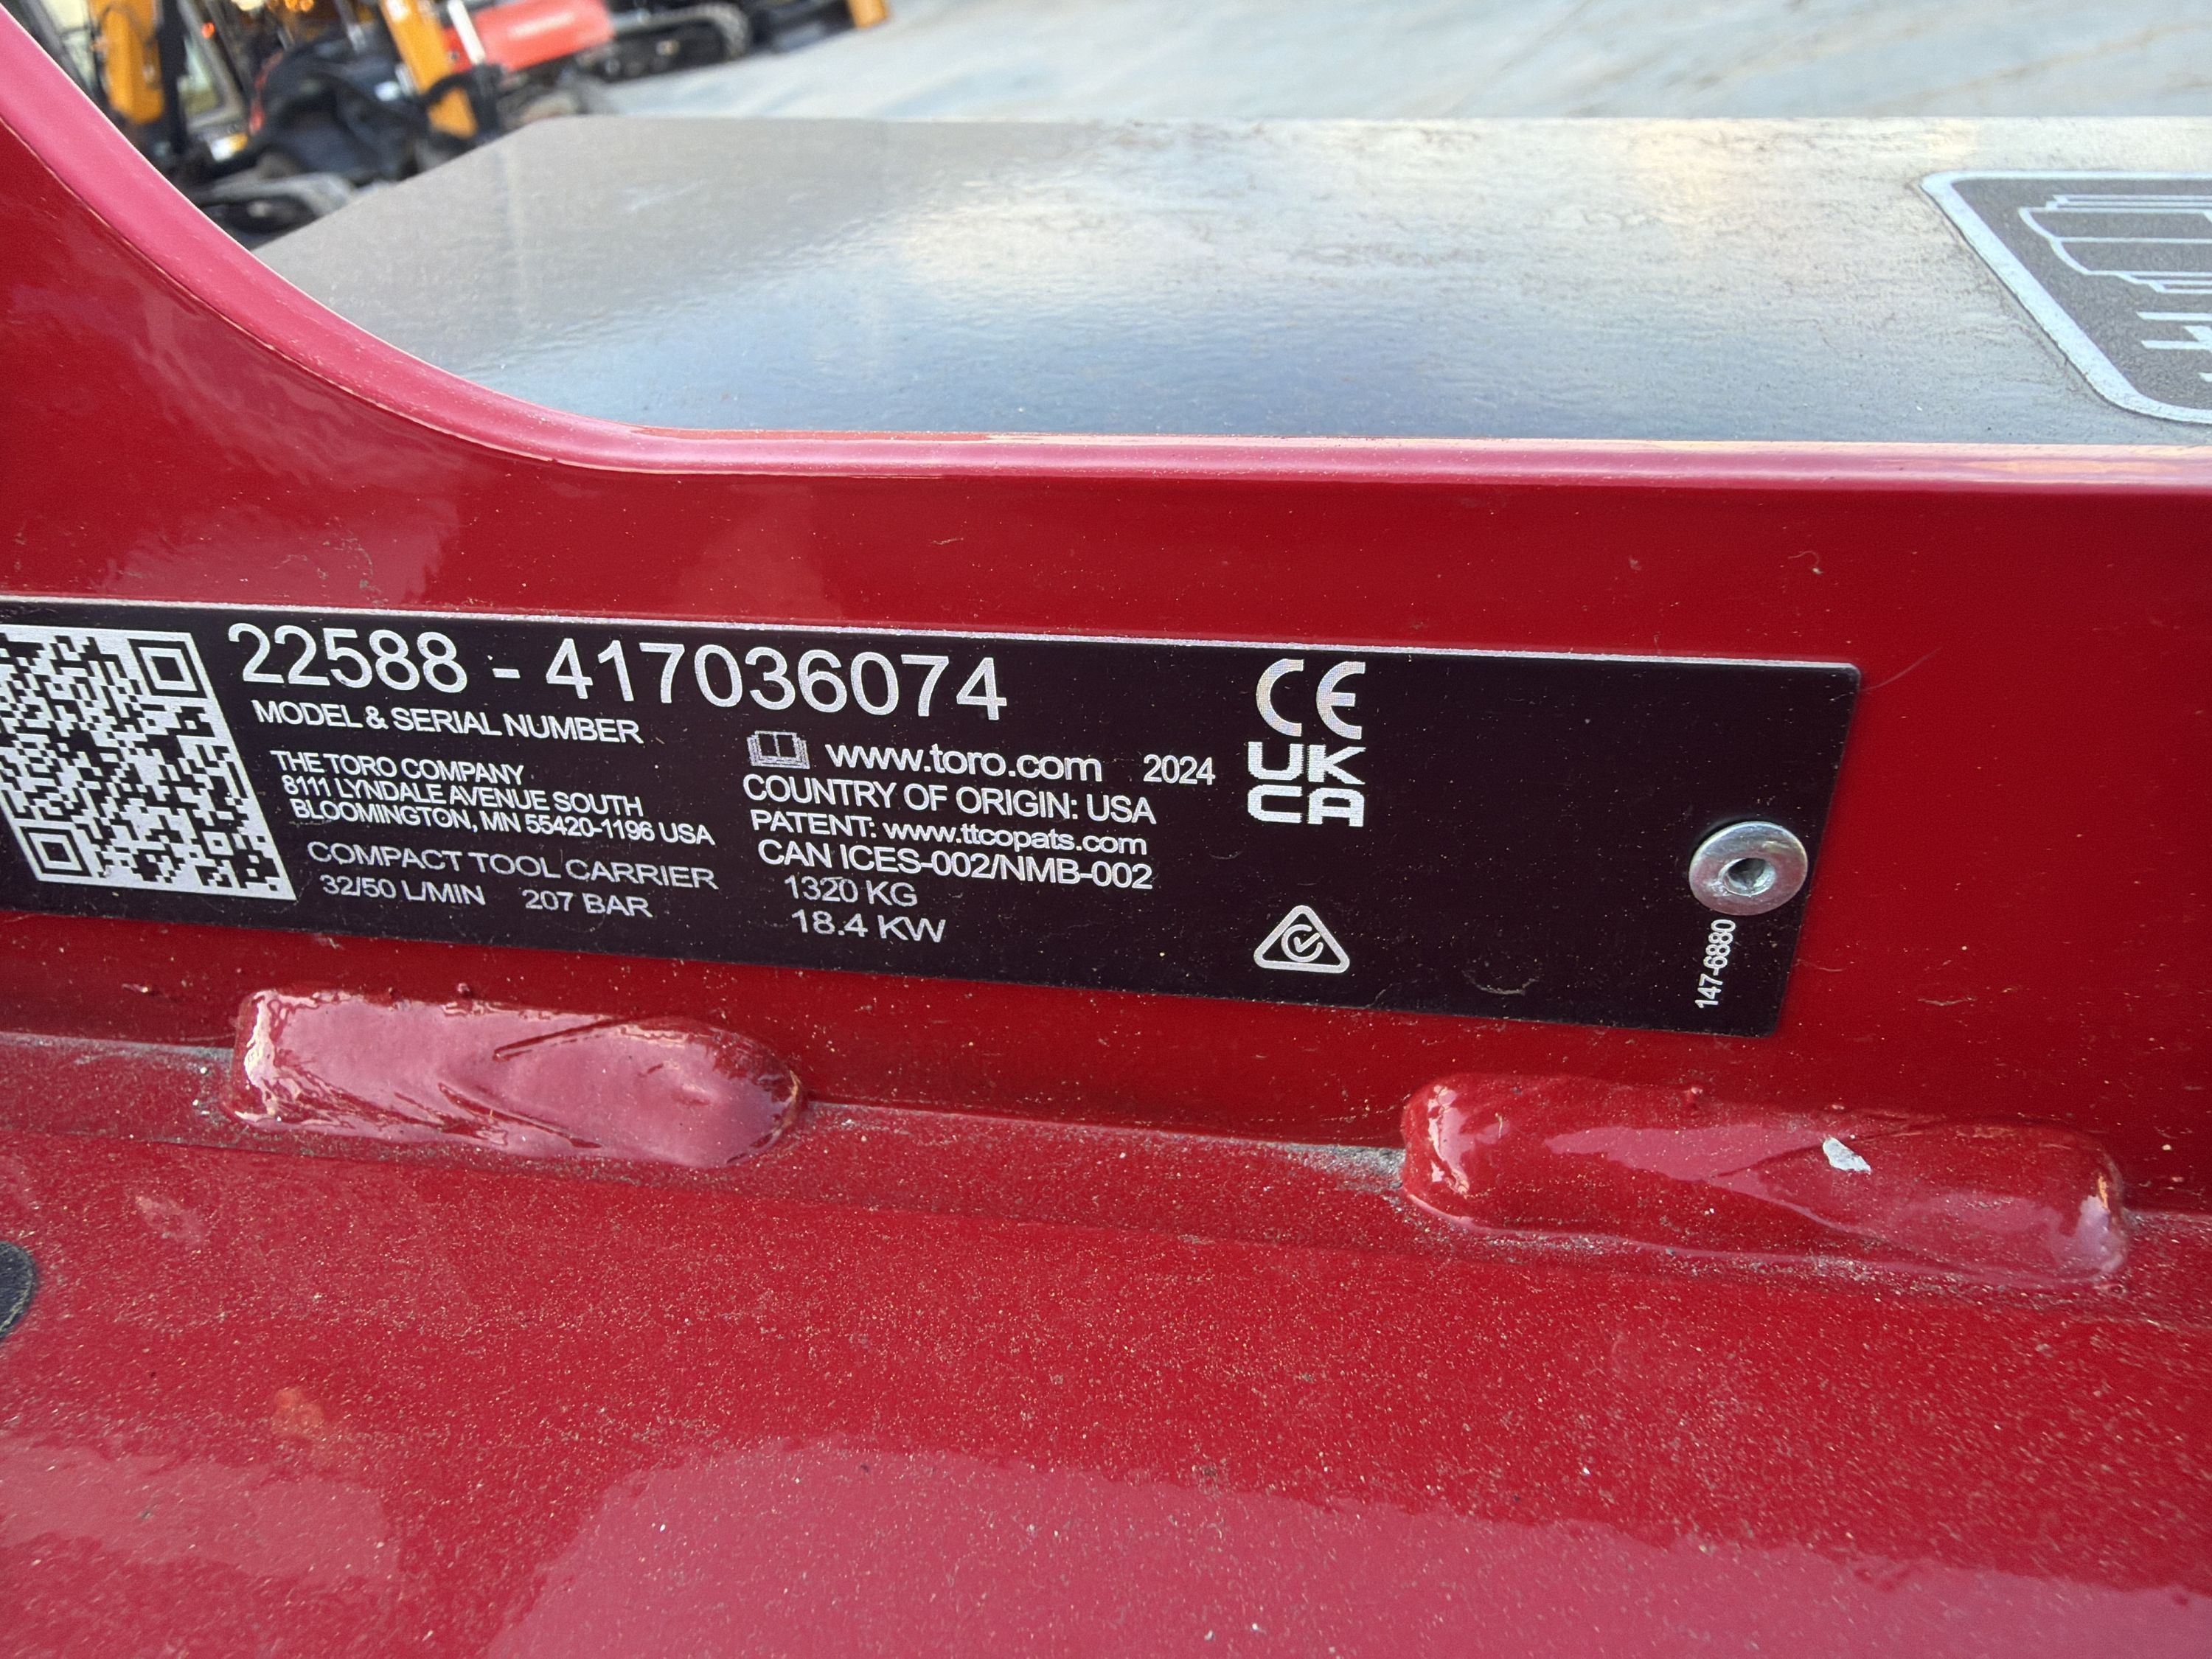 22588 - 417036074
MODEL & SERIAL NUMBER
THE TORO COMPANY
8111 LYNDALE AVENUE SOUTH
BLOOMINGTON, MN 55420-1196 USA
COMPACT TOOL CARRIER
32/50 L/MIN 207 BAR
www.toro.com 2024
COUNTRY OF ORIGIN: USA
PATENT: www.ttcopats.com
CAN ICES-002/NMB-002
1320 KG
18.4 KW
CE
UK
CA
147-6880